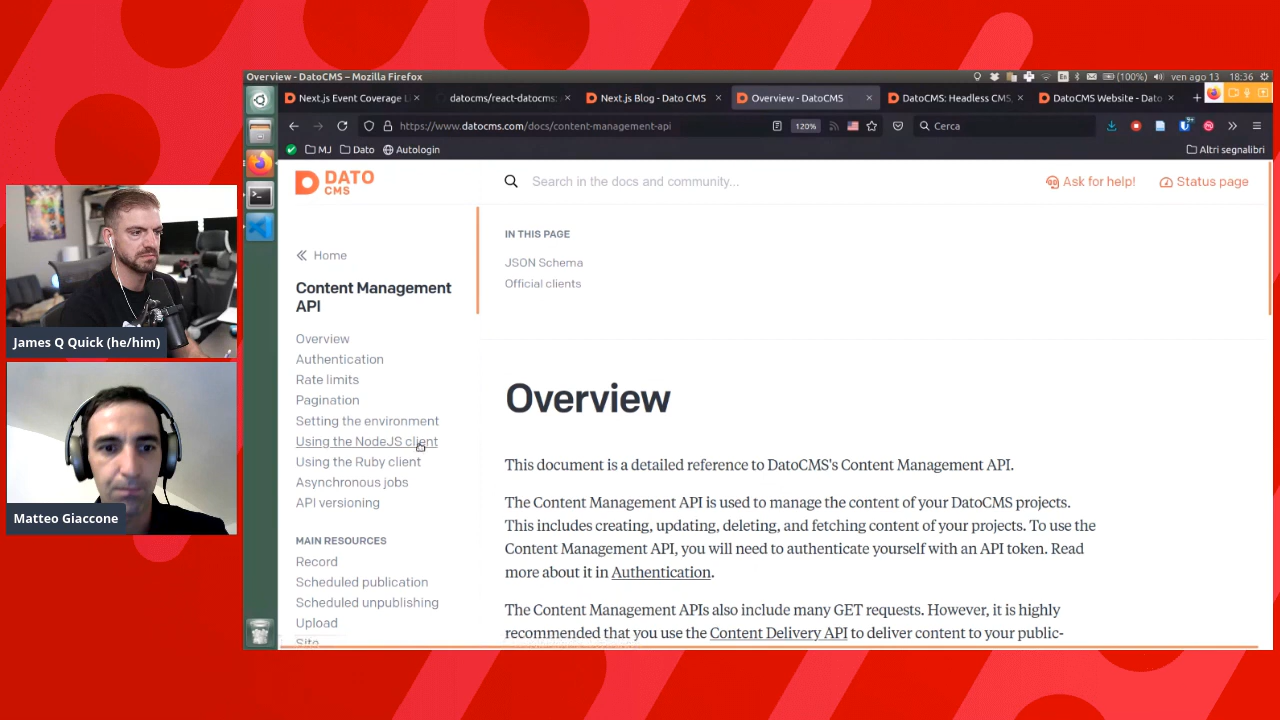 Overview - DatoCMS – Mozilla Firefox
En
(100%)
ven ago 13
18:36
Next.js Event Coverage
datocms/react-datocms:
Next.js Blog - Dato CMS
Overview - DatoCMS
DatoCMS: Headless CMS,
DatoCMS Website - Dato
https://www.datocms.com/docs/content-management-api
120%
Cerca
MJ
Dato
Autologin
Altri segnalibri
DATO
CMS
Search in the docs and community...
Ask for help!
Status page
Home
Content Management
API
Overview
Authentication
Rate limits
Pagination
Setting the environment
Using the NodeJS client
Using the Ruby client
Asynchronous jobs
API versioning
MAIN RESOURCES
Record
Scheduled publication
Scheduled unpublishing
Upload
Site
IN THIS PAGE
JSON Schema
Official clients
Overview
This document is a detailed reference to DatoCMS's Content Management API.
The Content Management API is used to manage the content of your DatoCMS projects.
This includes creating, updating, deleting, and fetching content of your projects. To use the
Content Management API, you will need to authenticate yourself with an API token. Read
more about it in Authentication.
The Content Management APIs also include many GET requests. However, it is highly
recommended that you use the Content Delivery API to deliver content to your public-
James Q Quick (he/him)
Matteo Giaccone